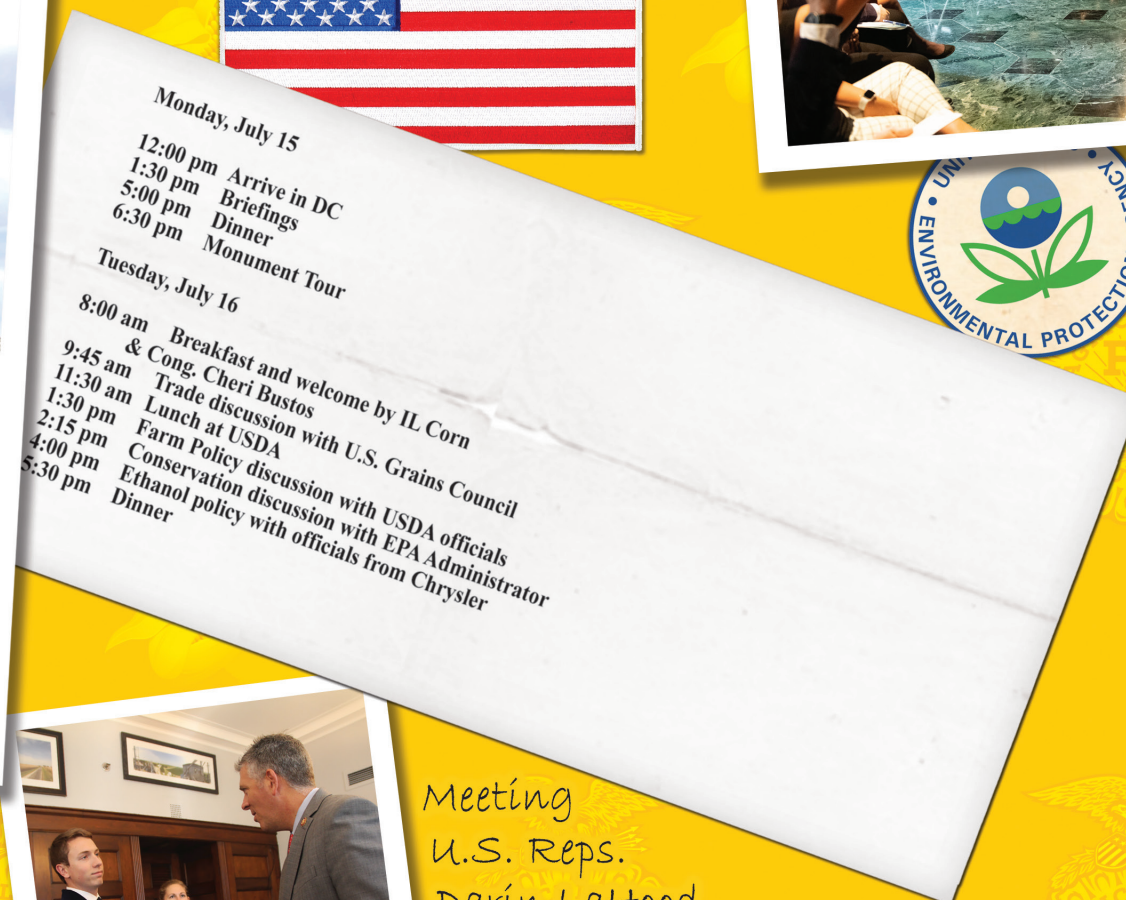 Monday, July 15
12:00 pm Arrive in DC
1:30 pm Briefings
5:00 pm Dinner
6:30 pm Monument Tour
Tuesday, July 16
8:00 am Breakfast and welcome by IL Corn
& Cong. Cheri Bustos
9:45 am Trade discussion with U.S. Grains Council
11:30 am Lunch at USDA
1:30 pm Farm Policy discussion with USDA officials
2:15 pm Conservation discussion with EPA Administrator
4:00 pm Ethanol policy with officials from Chrysler
5:30 pm Dinner
ENVIRONMENTAL PROTECTIO
Meeting
U.S. Reps.
Darin LaHood